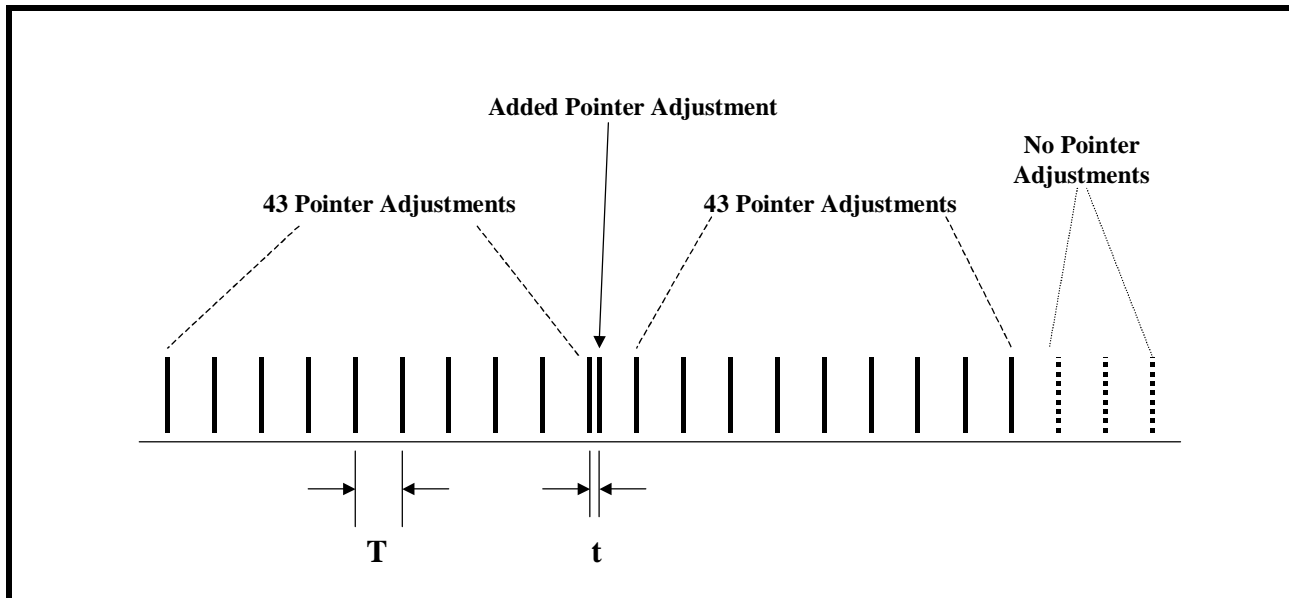 Added Pointer Adjustment
No Pointer
Adjustments
43 Pointer Adjustments
43 Pointer Adjustments
T
t